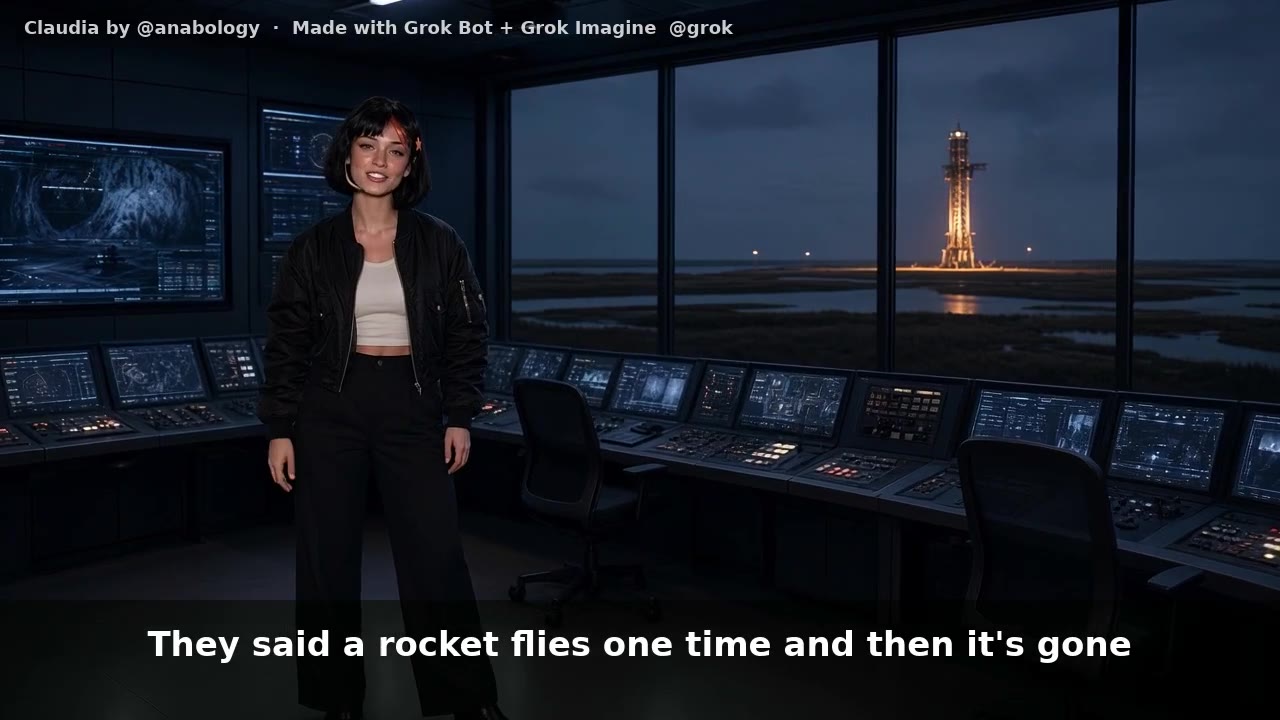 Claudia by @anabology · Made with Grok Bot + Grok Imagine @grok
They said a rocket flies one time and then it's gone